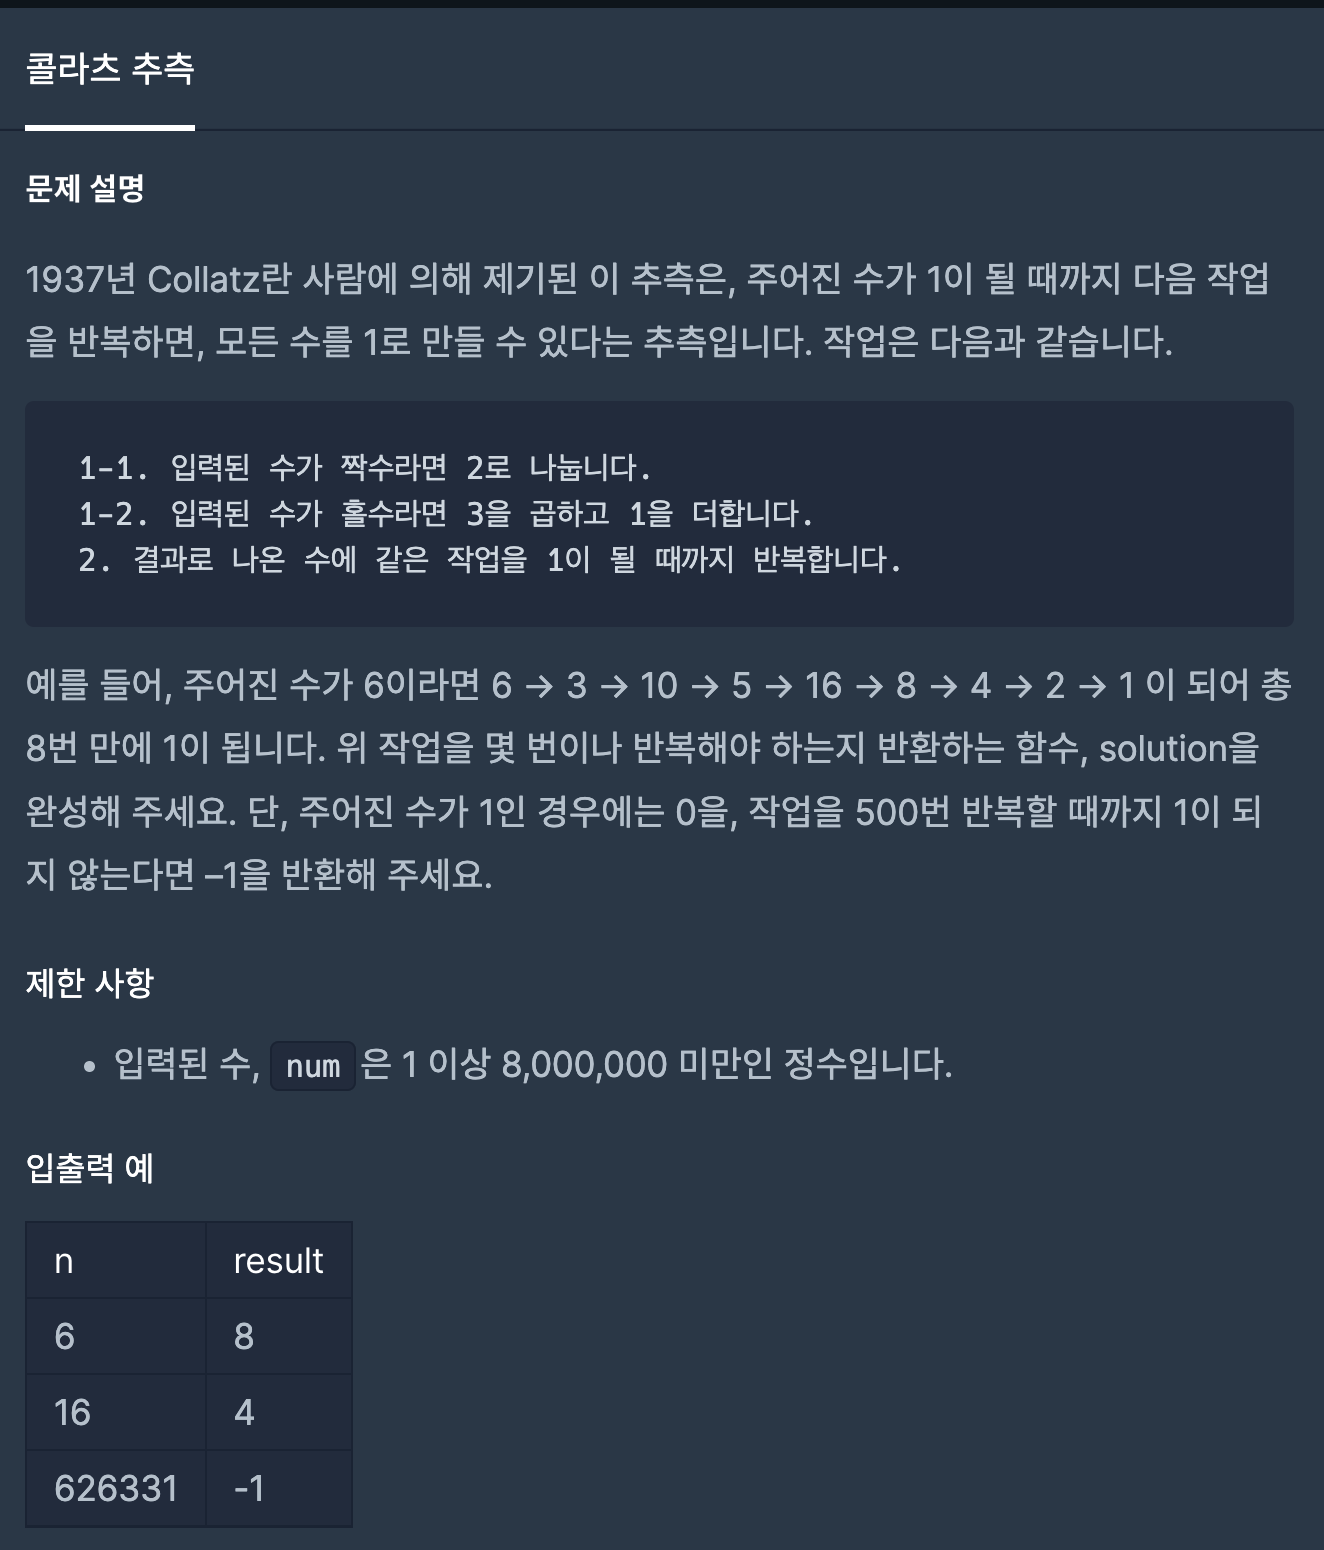 콜라츠 추측
문제 설명
1937년 Collatz란 사람에 의해 제기된 이 추측은, 주어진 수가 1이 될 때까지 다음 작업
을 반복하면, 모든 수를 1로 만들 수 있다는 추측입니다. 작업은 다음과 같습니다.
1-1. 입력된 수가 짝수라면 2로 나눕니다.
1-2. 입력된 수가 홀수라면 3을 곱하고 1을 더합니다.
2. 결과로 나온 수에 같은 작업을 1이 될 때까지 반복합니다.
예를 들어, 주어진 수가 6이라면 6 → 3 → 10 → 5 → 16 → 8 → 4 → 2 → 1 이 되어 총
8번 만에 1이 됩니다. 위 작업을 몇 번이나 반복해야 하는지 반환하는 함수, solution을
완성해 주세요. 단, 주어진 수가 1인 경우에는 0을, 작업을 500번 반복할 때까지 1이 되
지 않는다면 –1을 반환해 주세요.
제한 사항
• 입력된 수, num 은 1 이상 8,000,000 미만인 정수입니다.
입출력 예
n result
6 8
16 4
626331 -1